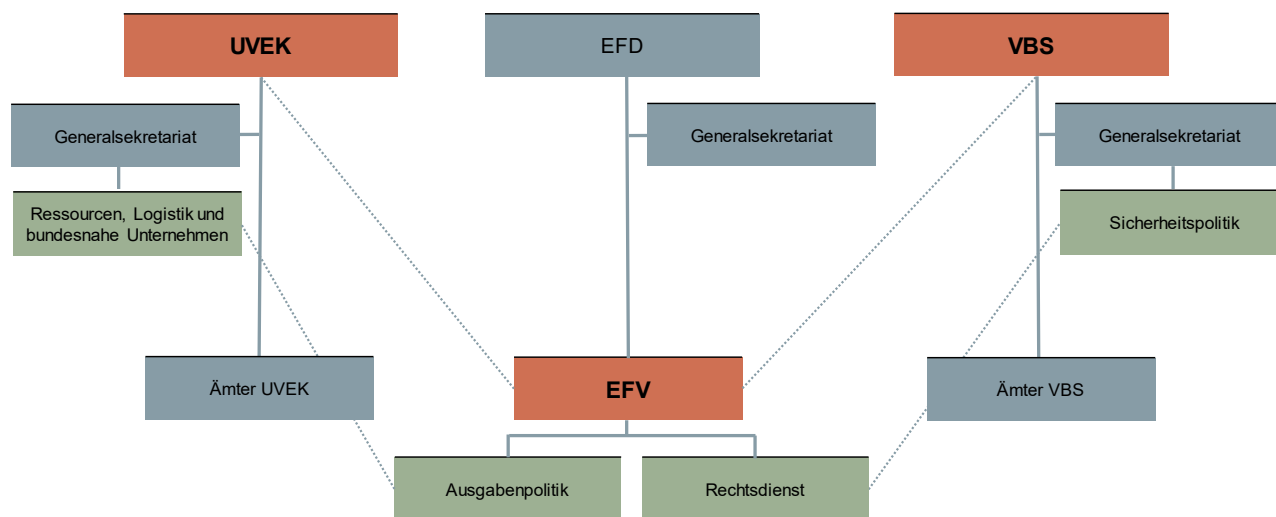 UVEK
EFD
VBS
Generalsekretariat
Generalsekretariat
Generalsekretariat
Ressourcen, Logistik und
bundesnahe Unternehmen
Sicherheitspolitik
Ämter UVEK
EFV
Ämter VBS
Ausgabenpolitik
Rechtsdienst